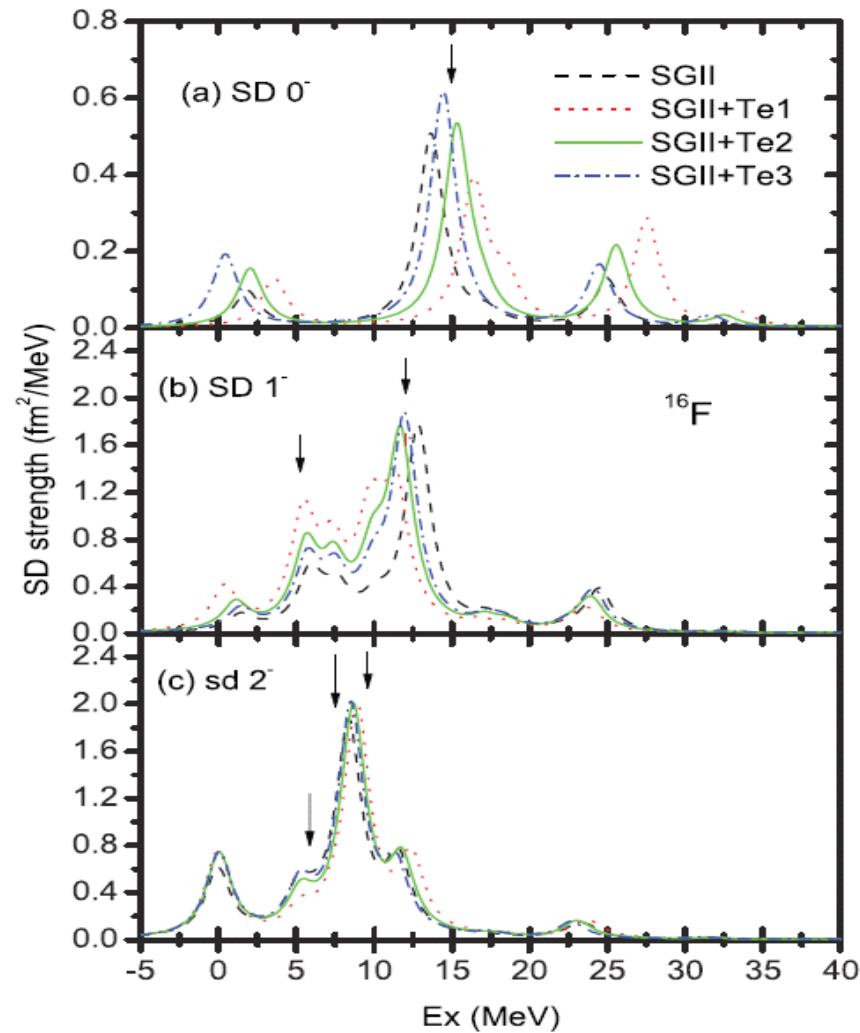 SD strength (fm²/MeV)
0.8
0.6
0.4
0.2
0.0
(a) SD 0⁻
SGII
SGII+Te1
SGII+Te2
SGII+Te3
2.4
2.0
1.6
1.2
0.8
0.4
0.0
(b) SD 1⁻
¹⁶F
2.4
2.0
1.6
1.2
0.8
0.4
0.0
(c) sd 2⁻
-5 0 5 10 15 20 25 30 35 40
Ex (MeV)